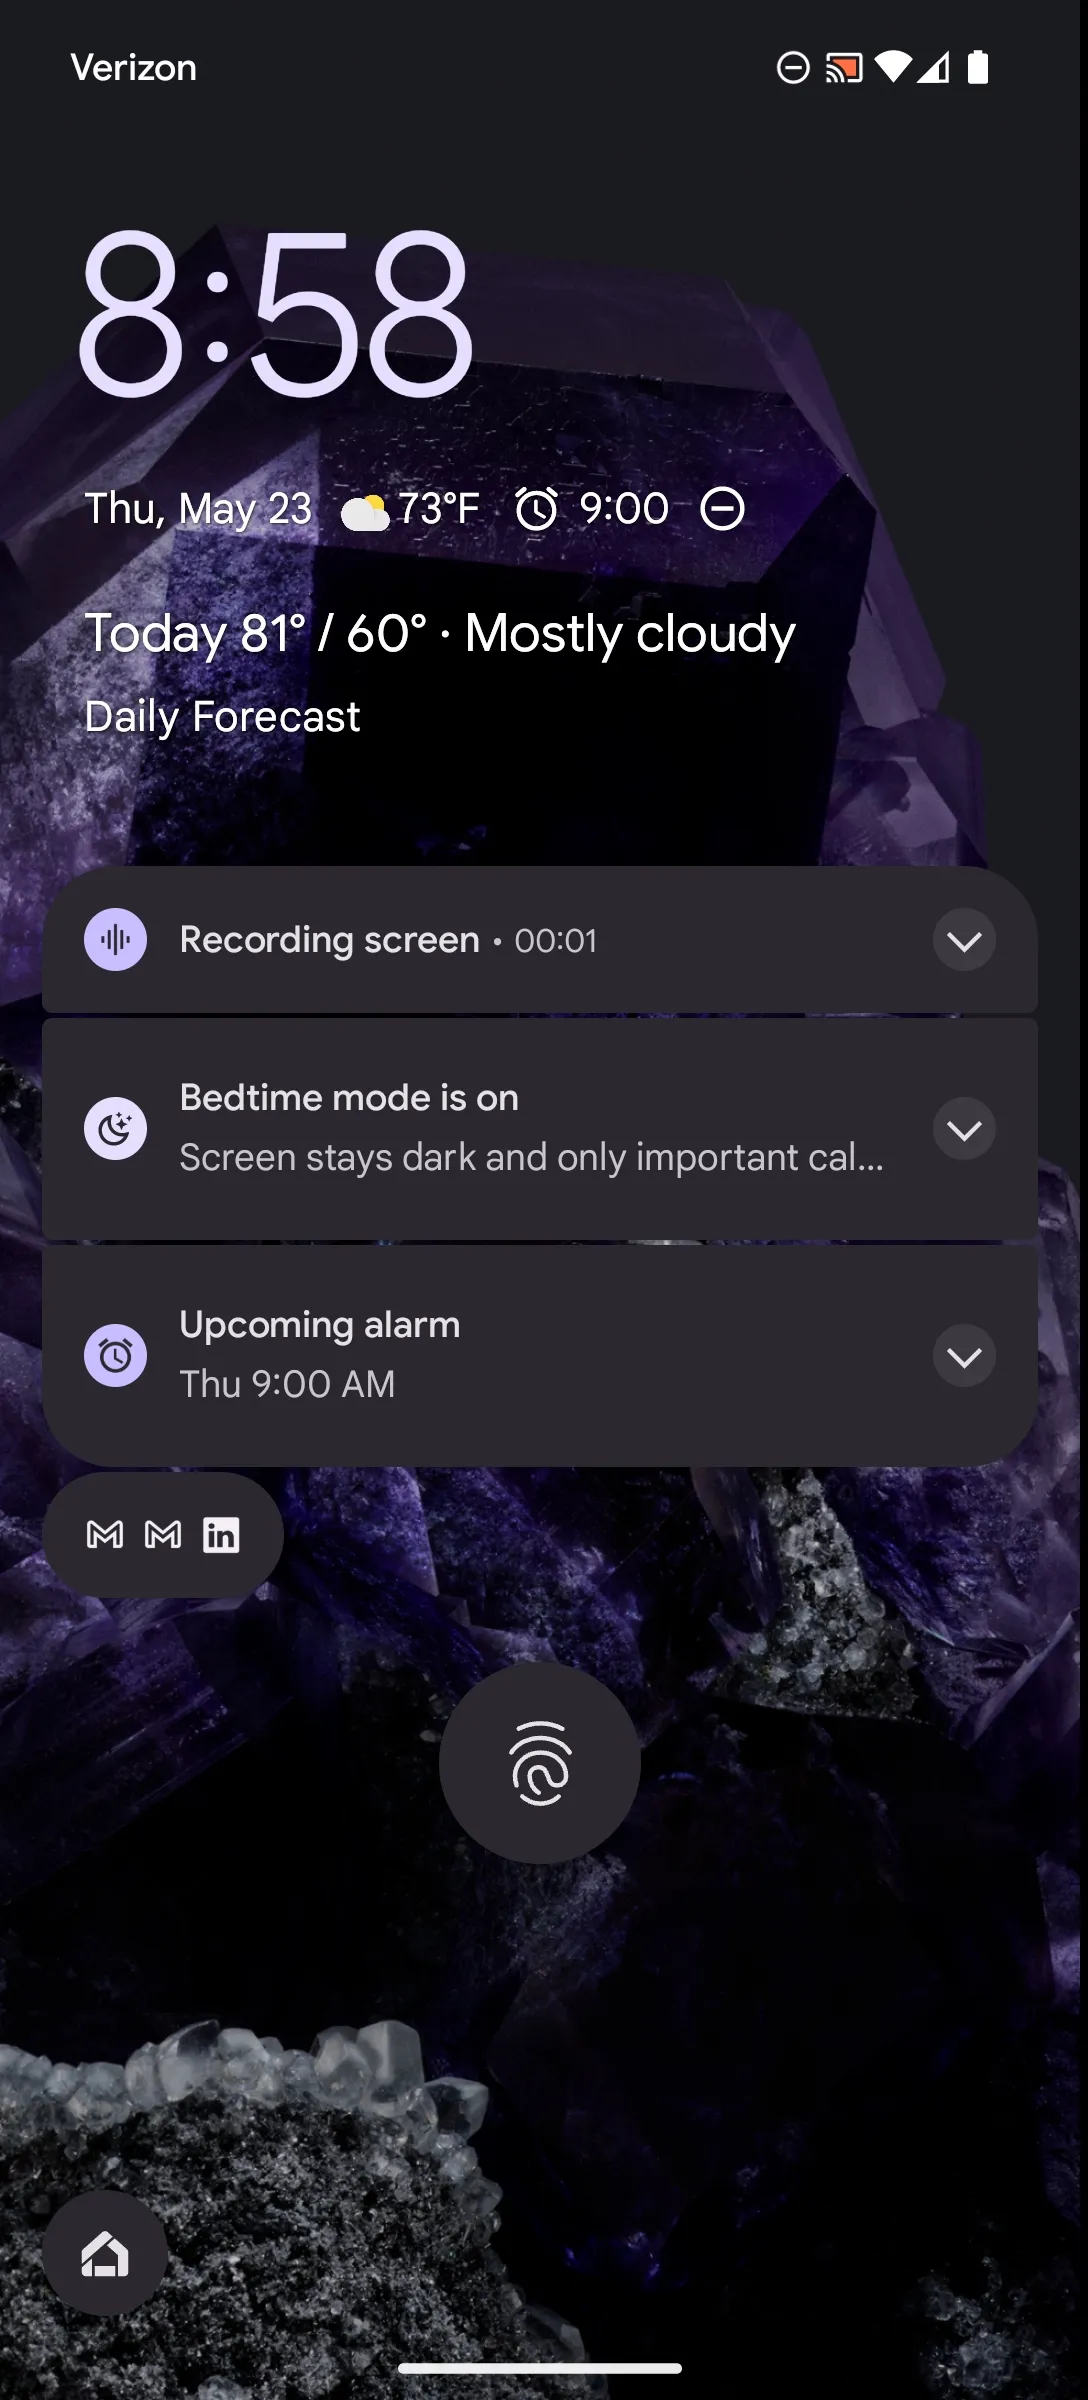 Verizon
8:58
Thu, May 23 73°F 9:00
Today 81° / 60° · Mostly cloudy
Daily Forecast
Recording screen • 00:01
Bedtime mode is on
Screen stays dark and only important cal...
Upcoming alarm
Thu 9:00 AM
in